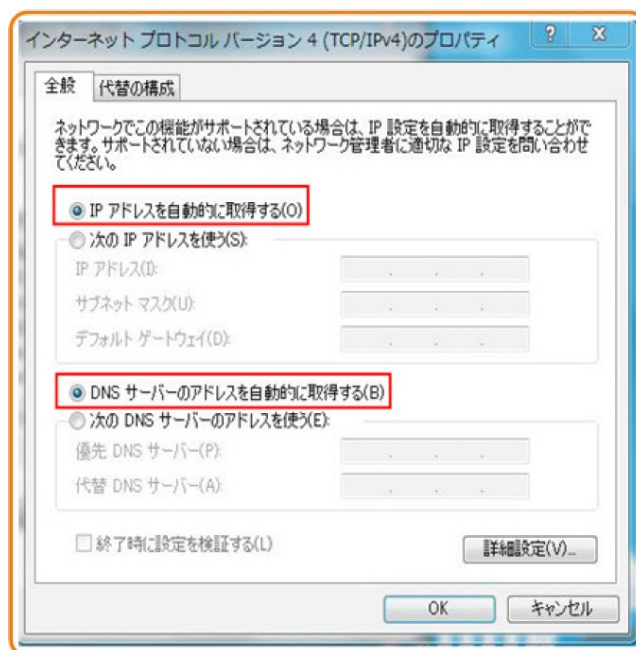 インターネット プロトコル バージョン 4 (TCP/IPv4)のプロパティ
全般
代替の構成
ネットワークでこの機能がサポートされている場合は、IP 設定を自動的に取得することがで
きます。サポートされていない場合は、ネットワーク管理者に適切な IP 設定を問い合わせ
てください。
IP アドレスを自動的に取得する(O)
次の IP アドレスを使う(S):
IP アドレス(I):
サブネット マスク(U):
デフォルト ゲートウェイ(D):
DNS サーバーのアドレスを自動的に取得する(B)
次の DNS サーバーのアドレスを使う(E):
優先 DNS サーバー(P):
代替 DNS サーバー(A):
終了時に設定を検証する(L)
詳細設定(V)...
OK
キャンセル